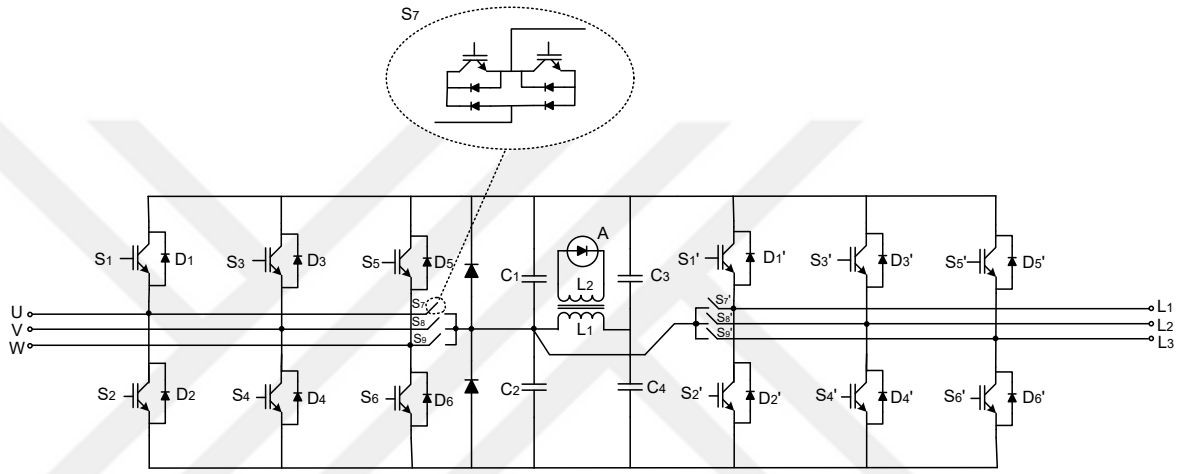 S7
A
S1 D1 S3 D3 S5 D5 C1 L2 C3 S1' D1' S3' D3' S5' D5'
U S7 S7' L1
V S8 L1 S8' L2
W S9 S9' L3
S2 D2 S4 D4 S6 D6 C2 C4 S2' D2' S4' D4' S6' D6'